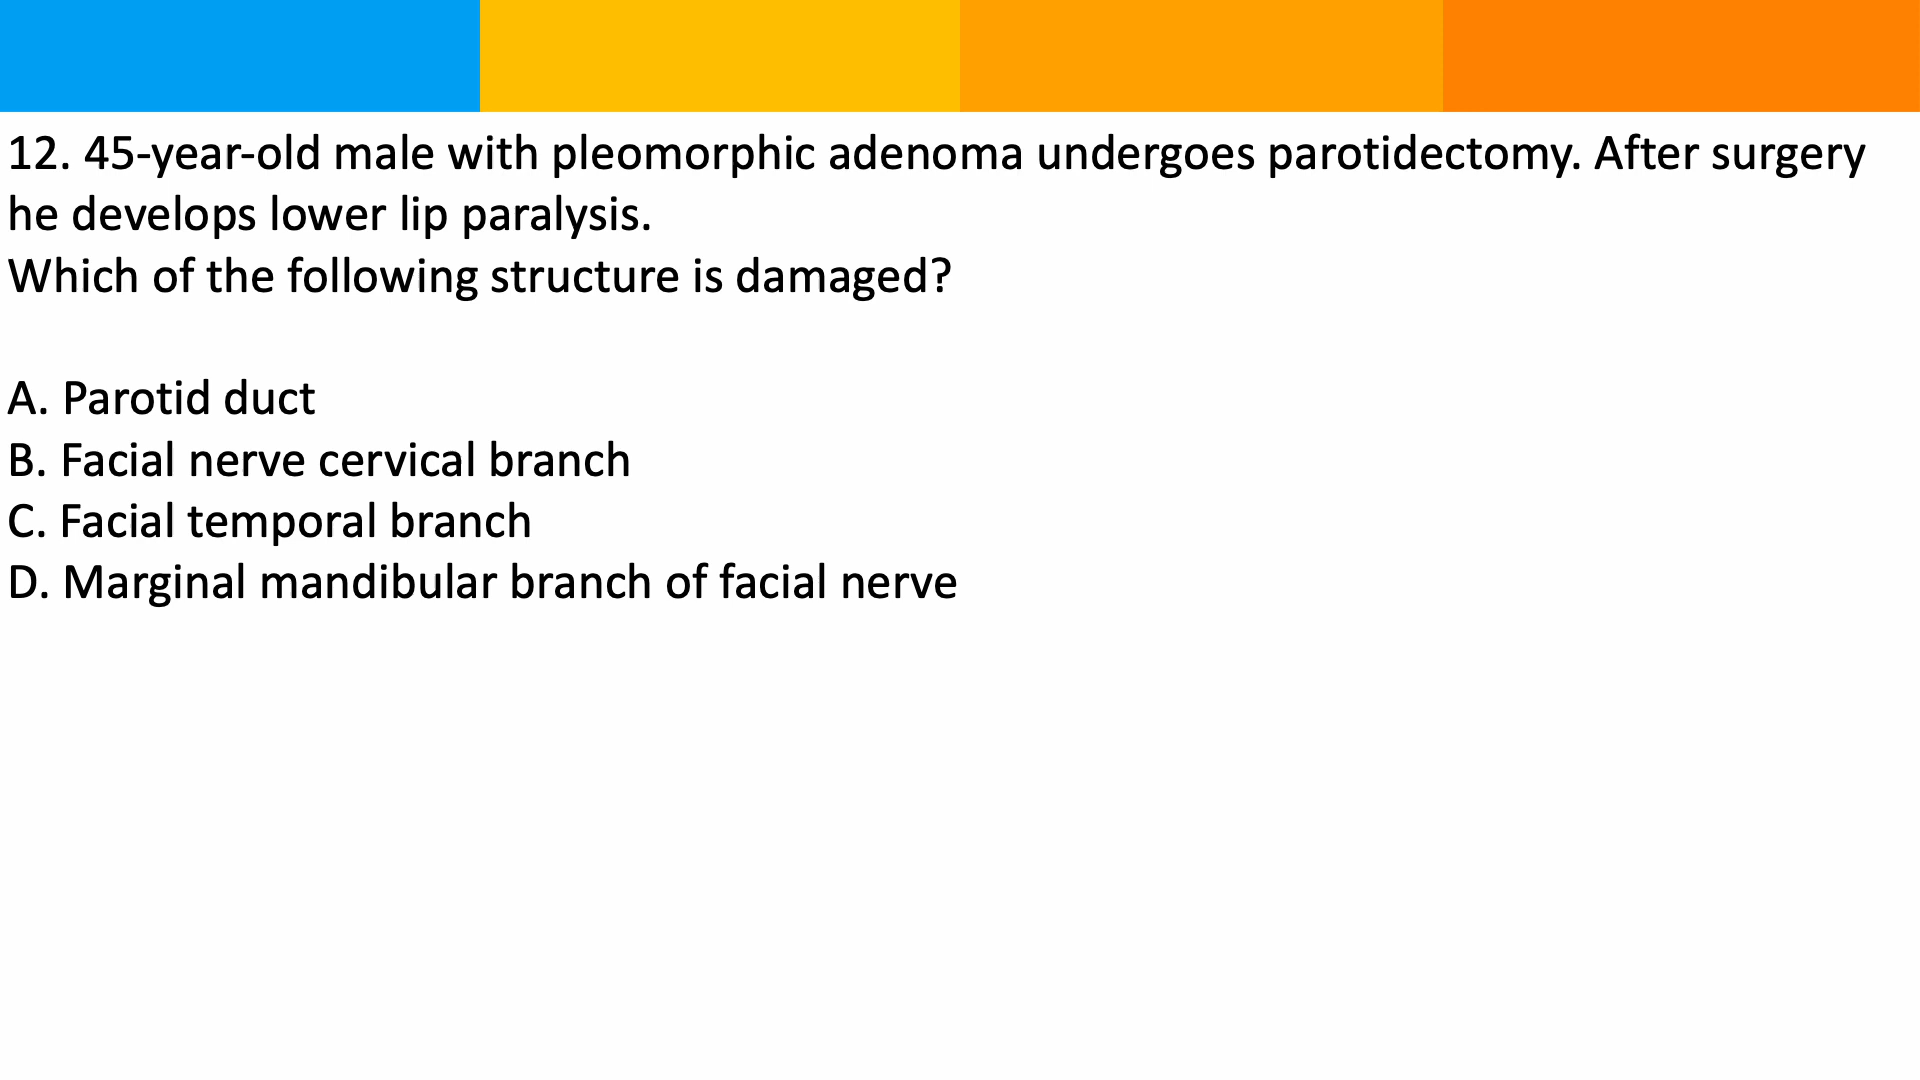 12. 45-year-old male with pleomorphic adenoma undergoes parotidectomy. After surgery
he develops lower lip paralysis.
Which of the following structure is damaged?
A. Parotid duct
B. Facial nerve cervical branch
C. Facial temporal branch
D. Marginal mandibular branch of facial nerve